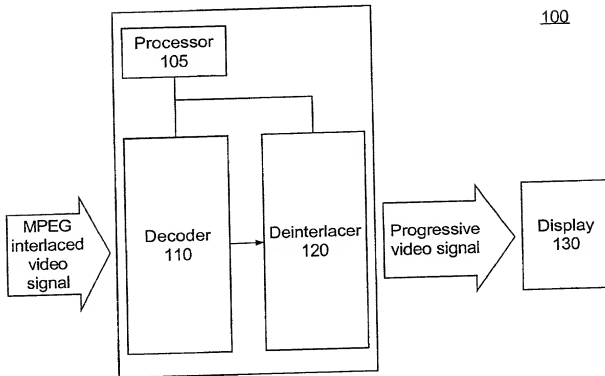 100
Processor
105
MPEG
interlaced
video
signal
Decoder
110
Deinterlacer
120
Progressive
video signal
Display
130